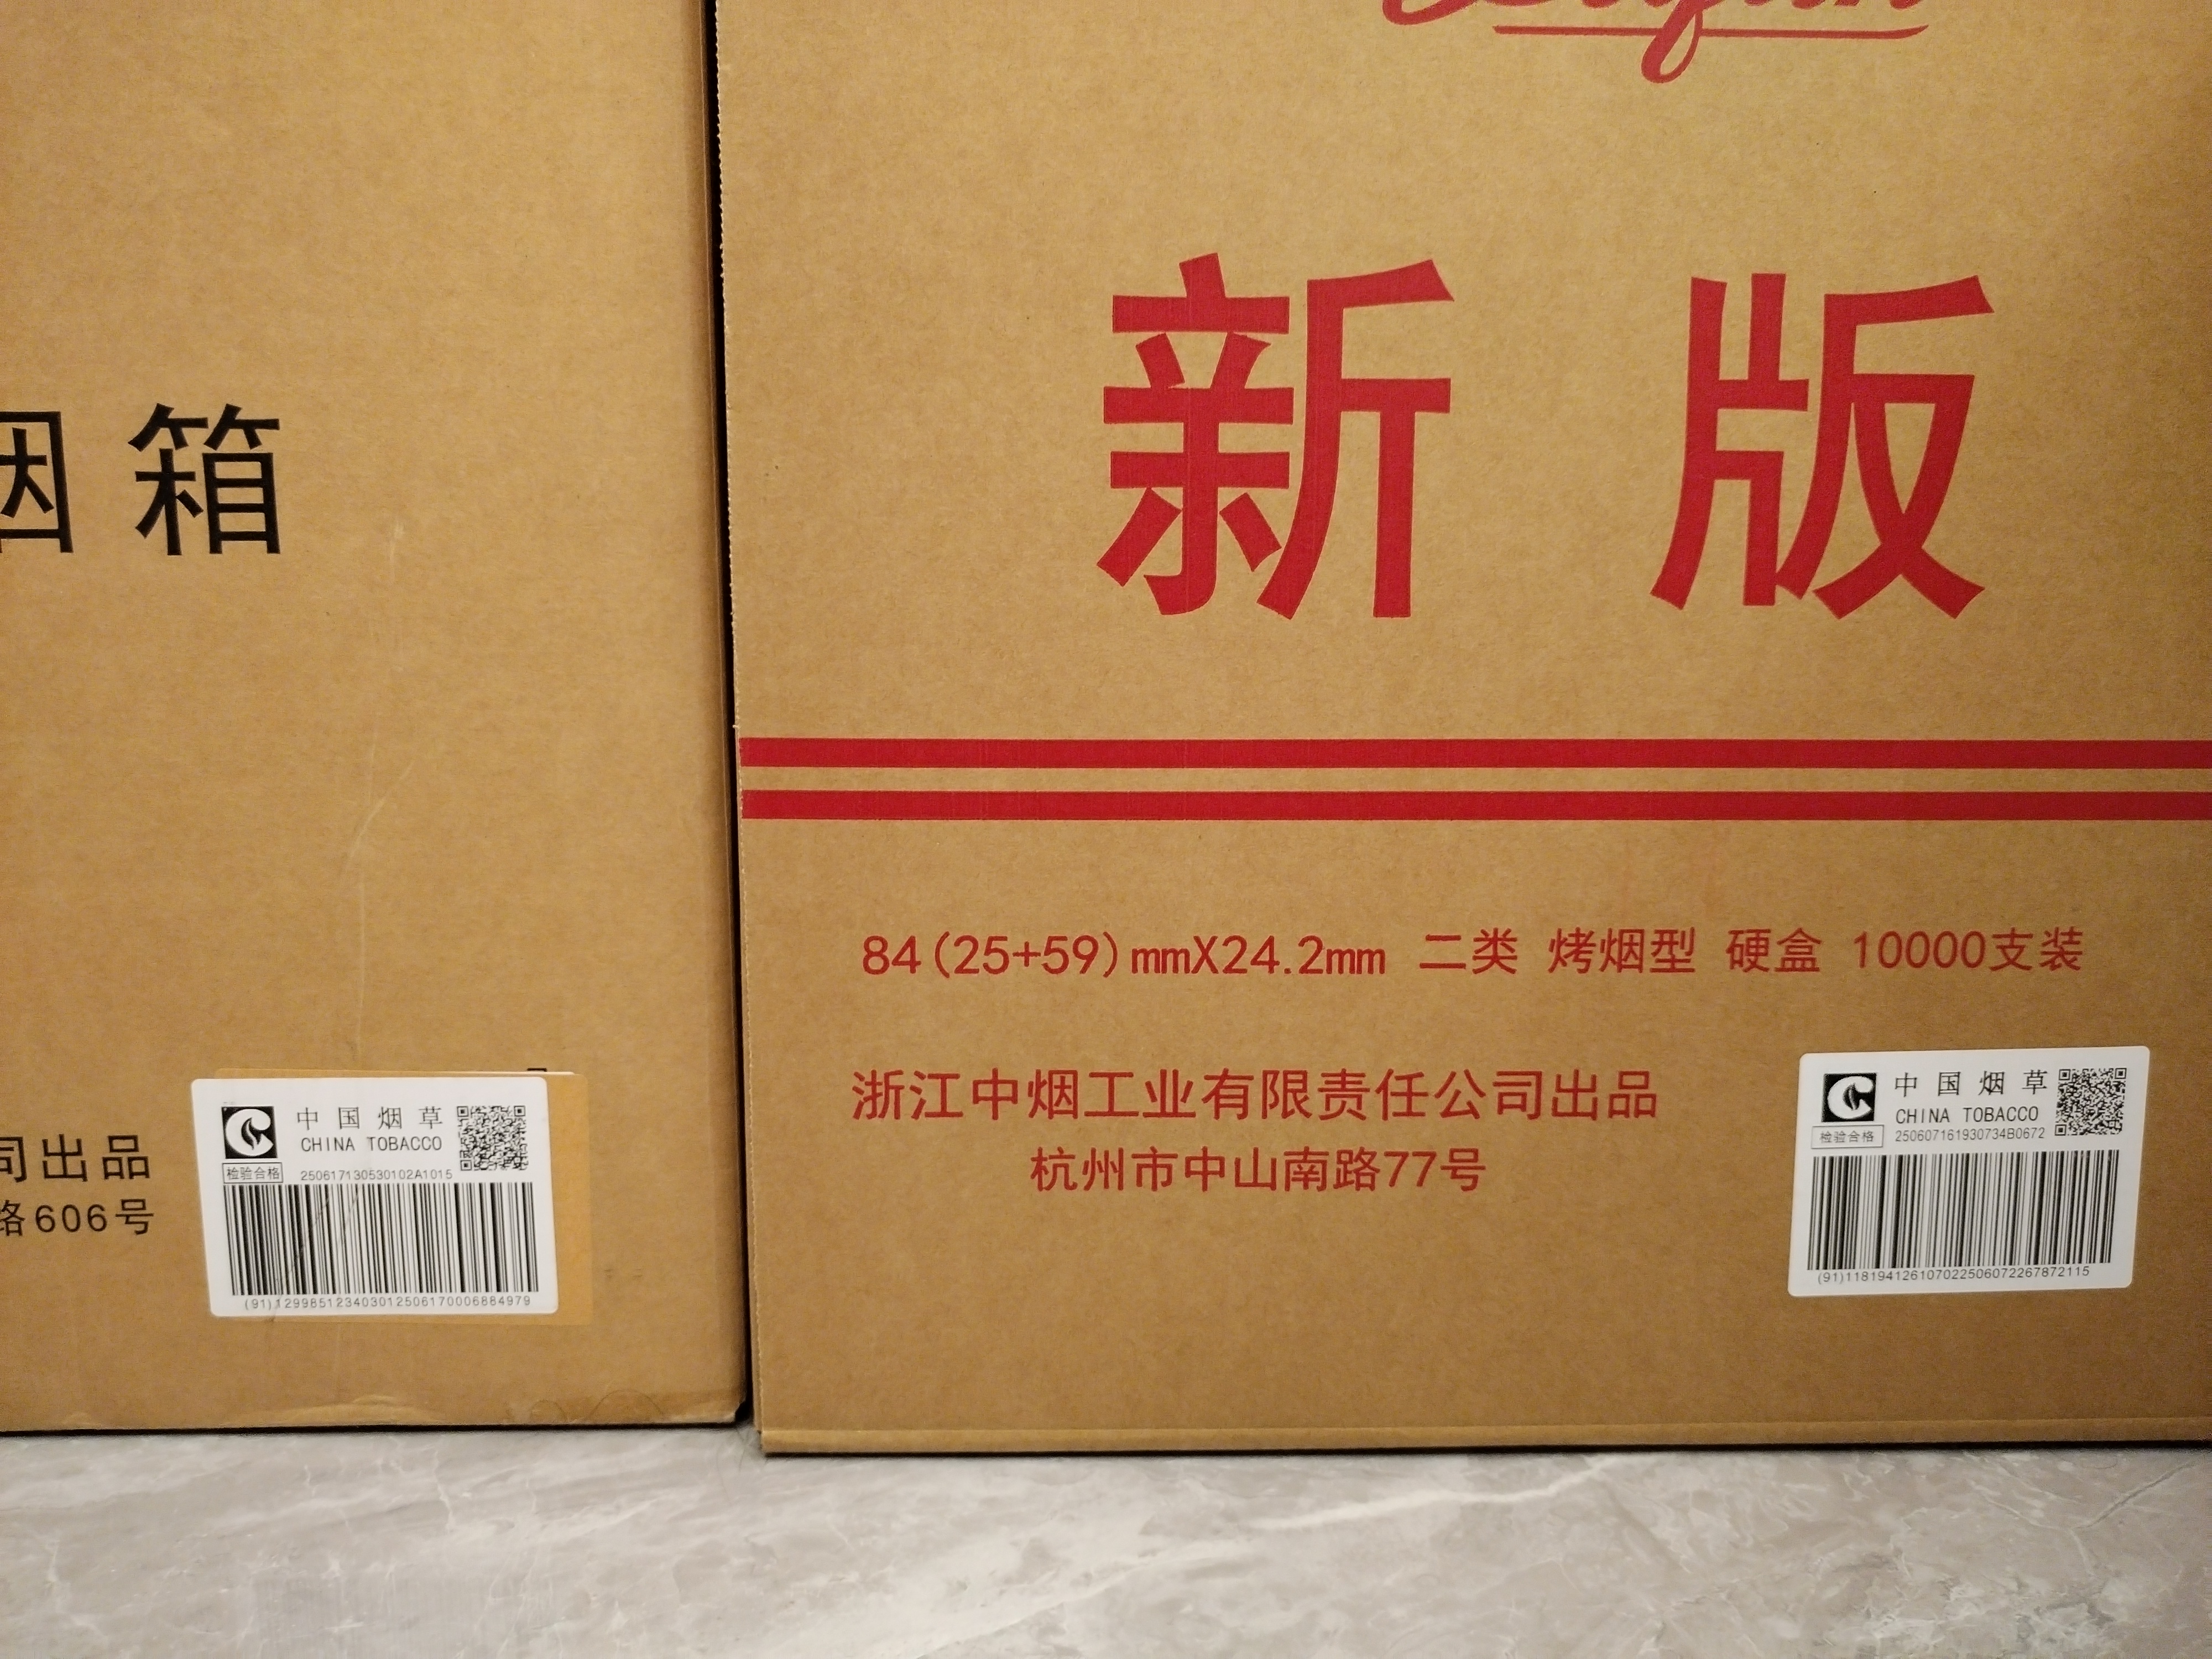 烟箱
司出品
路606号
中国烟草
CHINA TOBACCO
检验合格
250617130530102A1015
(91)129985123403012506170006884979
新版
84(25+59)mmX24.2mm 二类 烤烟型 硬盒 10000支装
浙江中烟工业有限责任公司出品
杭州市中山南路77号
中国烟草
CHINA TOBACCO
检验合格
250607161930734B0672
(91)118194126107022506072267872115